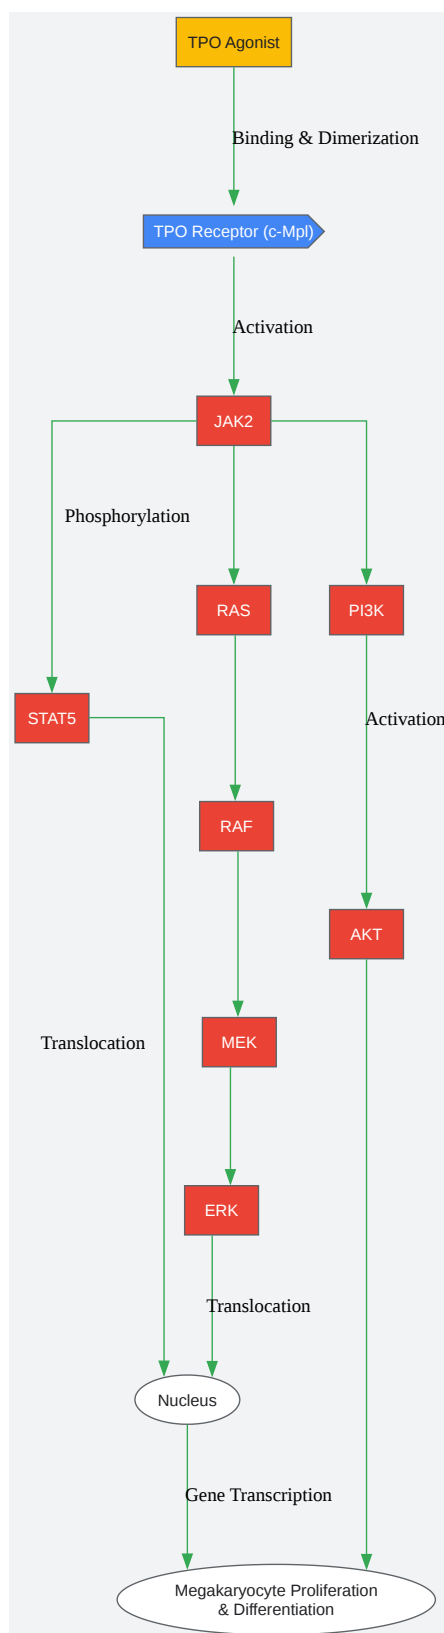 TPO Agonist
Binding & Dimerization
TPO Receptor (c-Mpl)
Activation
JAK2
Phosphorylation
RAS
PI3K
STAT5
Activation
RAF
AKT
MEK
Translocation
ERK
Translocation
Nucleus
Gene Transcription
Megakaryocyte Proliferation
& Differentiation